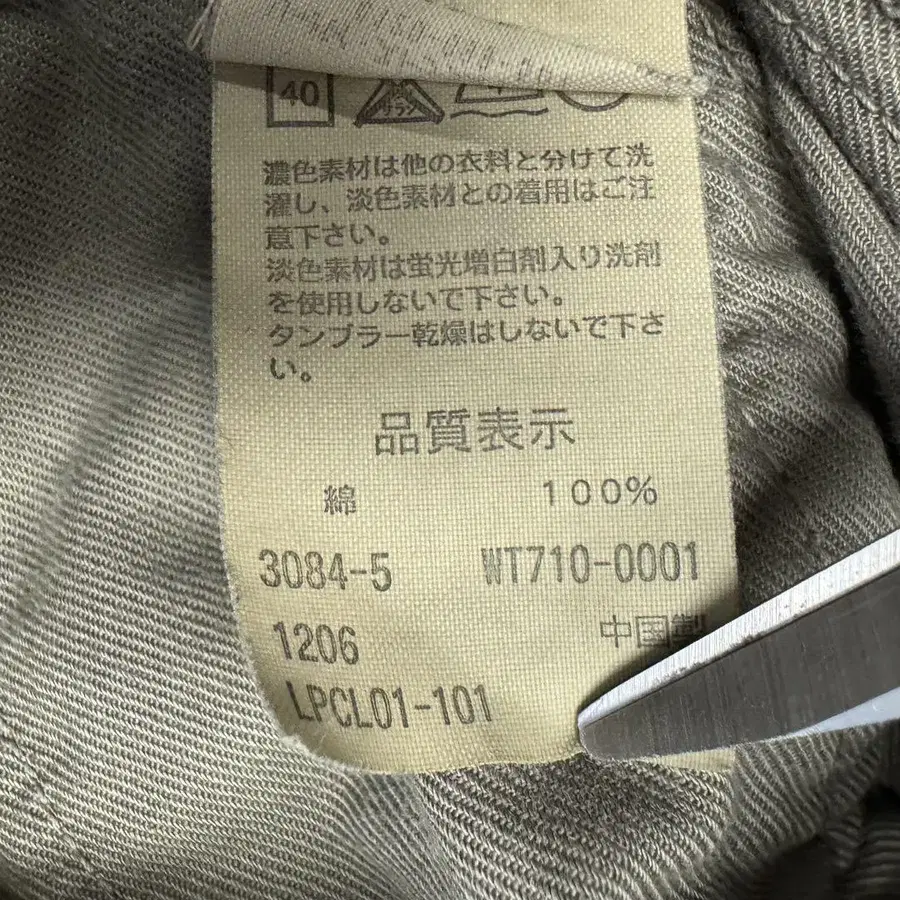 40
サラシ
濃色素材は他の衣料と分けて洗
濯し、淡色素材との着用はご注
意下さい。
淡色素材は蛍光増白剤入り洗剤
を使用しないで下さい。
タンブラー乾燥はしないで下さ
い。
品質表示
綿 100%
3084-5 WT710-0001
1206 中国製
LPCL01-101